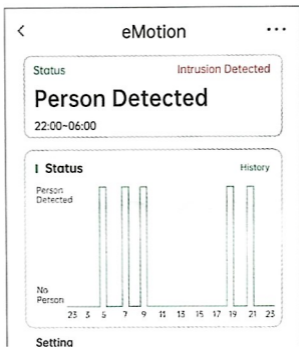 eMotion
Status Intrusion Detected
Person Detected
22:00~06:00
Status History
Person
Detected
No
Person
23 3 5 7 9 11 13 15 17 19 21 23
Setting